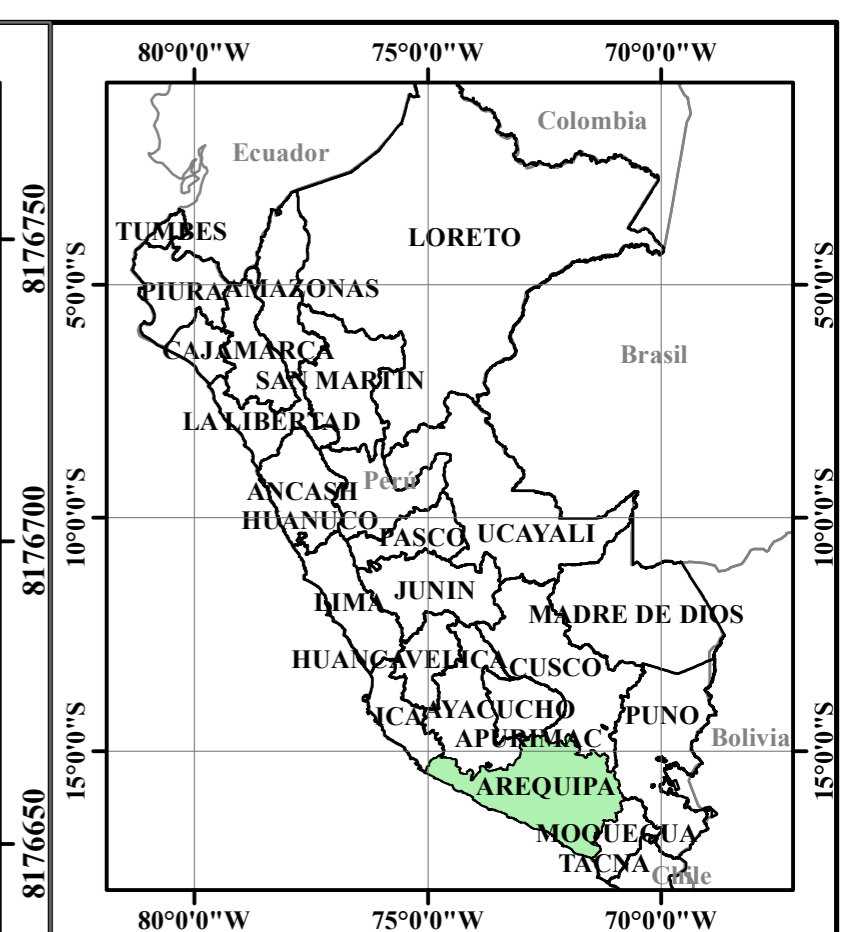 80°0'0"W 75°0'0"W 70°0'0"W
Colombia
Ecuador
8176750
TUMBES
LORETO
5°0'0"S
5°0'0"S
PIURA AMAZONAS
CAJAMARCA
Brasil
SAN MARTIN
LA LIBERTAD
Perú
ANCASH
8176700
10°0'0"S
10°0'0"S
HUANUCO
PASCO
UCAYALI
JUNIN
LIMA
MADRE DE DIOS
HUANCAVELICA
CUSCO
ICA
AYACUCHO
PUNO
APURIMAC
Bolivia
15°0'0"S
15°0'0"S
AREQUIPA
8176650
MOQUEGUA
TACNA
Chile
80°0'0"W 75°0'0"W 70°0'0"W